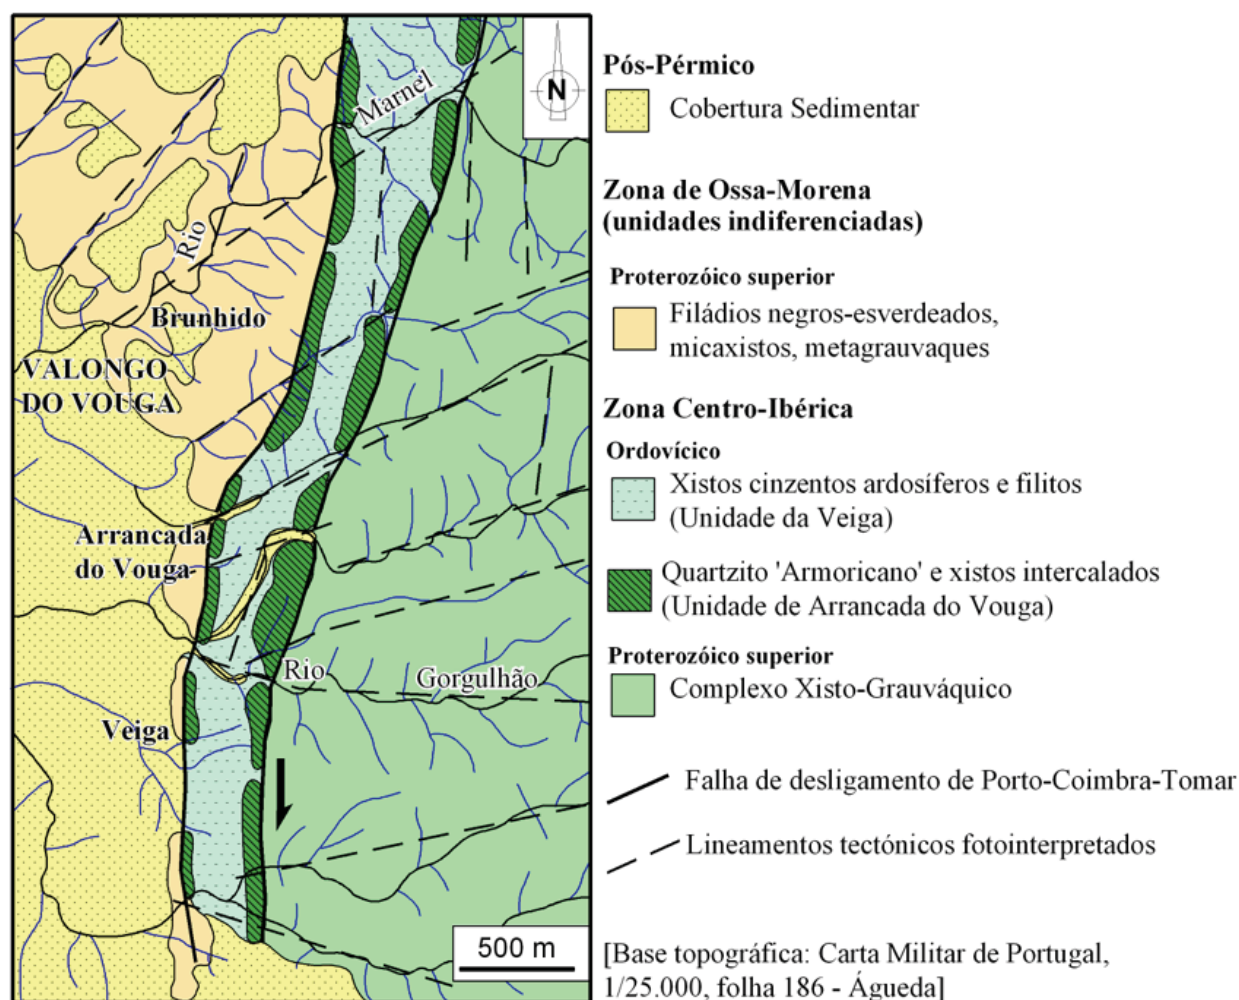 N
Marnel
Rio
Brunhido
VALONGO
DO VOUGA
Arrancada
do Vouga
Rio
Gorgulhão
Veiga
500 m
Pós-Pérmico
Cobertura Sedimentar
Zona de Ossa-Morena
(unidades indiferenciadas)
Proterozóico superior
Filádios negros-esverdeados,
micaxistos, metagrauvaques
Zona Centro-Ibérica
Ordovícico
Xistos cinzentos ardosíferos e filitos
(Unidade da Veiga)
Quartzito 'Armoricano' e xistos intercalados
(Unidade de Arrancada do Vouga)
Proterozóico superior
Complexo Xisto-Grauváquico
Falha de desligamento de Porto-Coimbra-Tomar
Lineamentos tectónicos fotointerpretados
[Base topográfica: Carta Militar de Portugal,
1/25.000, folha 186 - Águeda]